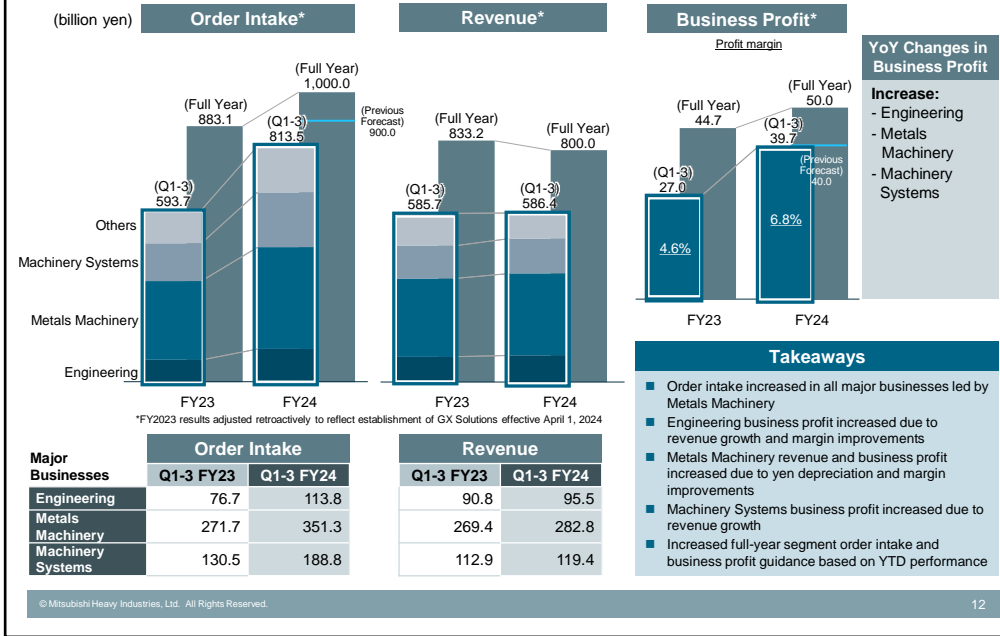 (billion yen)
Order Intake*
Revenue*
Business Profit*
Profit margin
YoY Changes in
Business Profit
Increase:
- Engineering
- Metals
Machinery
- Machinery
Systems
(Full Year)
883.1
(Full Year)
1,000.0
(Previous
Forecast)
900.0
(Q1-3)
593.7
(Q1-3)
813.5
Others
Machinery Systems
Metals Machinery
Engineering
FY23
FY24
(Full Year)
833.2
(Full Year)
800.0
(Q1-3)
585.7
(Q1-3)
586.4
FY23
FY24
(Full Year)
44.7
(Full Year)
50.0
(Q1-3)
27.0
(Q1-3)
39.7
(Previous
Forecast)
40.0
4.6%
6.8%
FY23
FY24
*FY2023 results adjusted retroactively to reflect establishment of GX Solutions effective April 1, 2024
Major
Businesses
Order Intake
Revenue
Q1-3 FY23
Q1-3 FY24
Q1-3 FY23
Q1-3 FY24
Engineering
76.7
113.8
90.8
95.5
Metals
Machinery
271.7
351.3
269.4
282.8
Machinery
Systems
130.5
188.8
112.9
119.4
Takeaways
■ Order intake increased in all major businesses led by
Metals Machinery
■ Engineering business profit increased due to
revenue growth and margin improvements
■ Metals Machinery revenue and business profit
increased due to yen depreciation and margin
improvements
■ Machinery Systems business profit increased due to
revenue growth
■ Increased full-year segment order intake and
business profit guidance based on YTD performance
© Mitsubishi Heavy Industries, Ltd. All Rights Reserved.
12